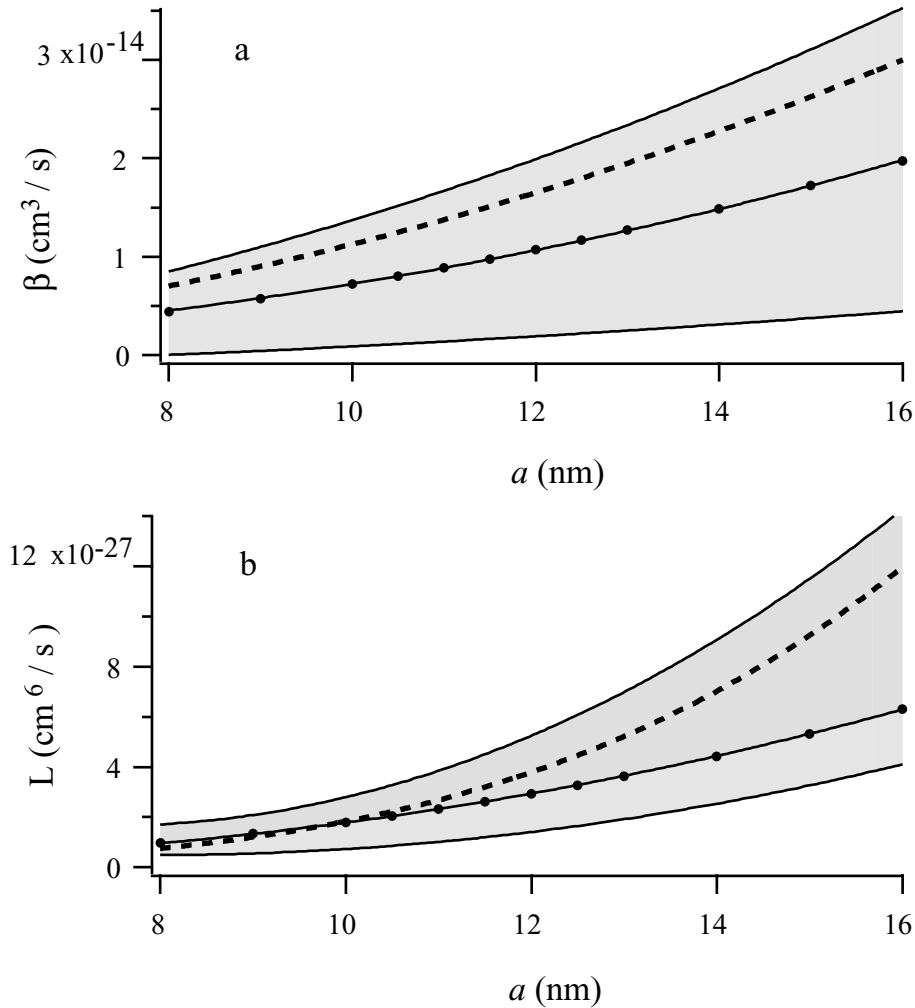 a
3 x10-14
2
1
0
β (cm3 / s)
8 10 12 14 16
a (nm)
b
12 x10-27
8
4
0
L (cm 6 / s)
8 10 12 14 16
a (nm)